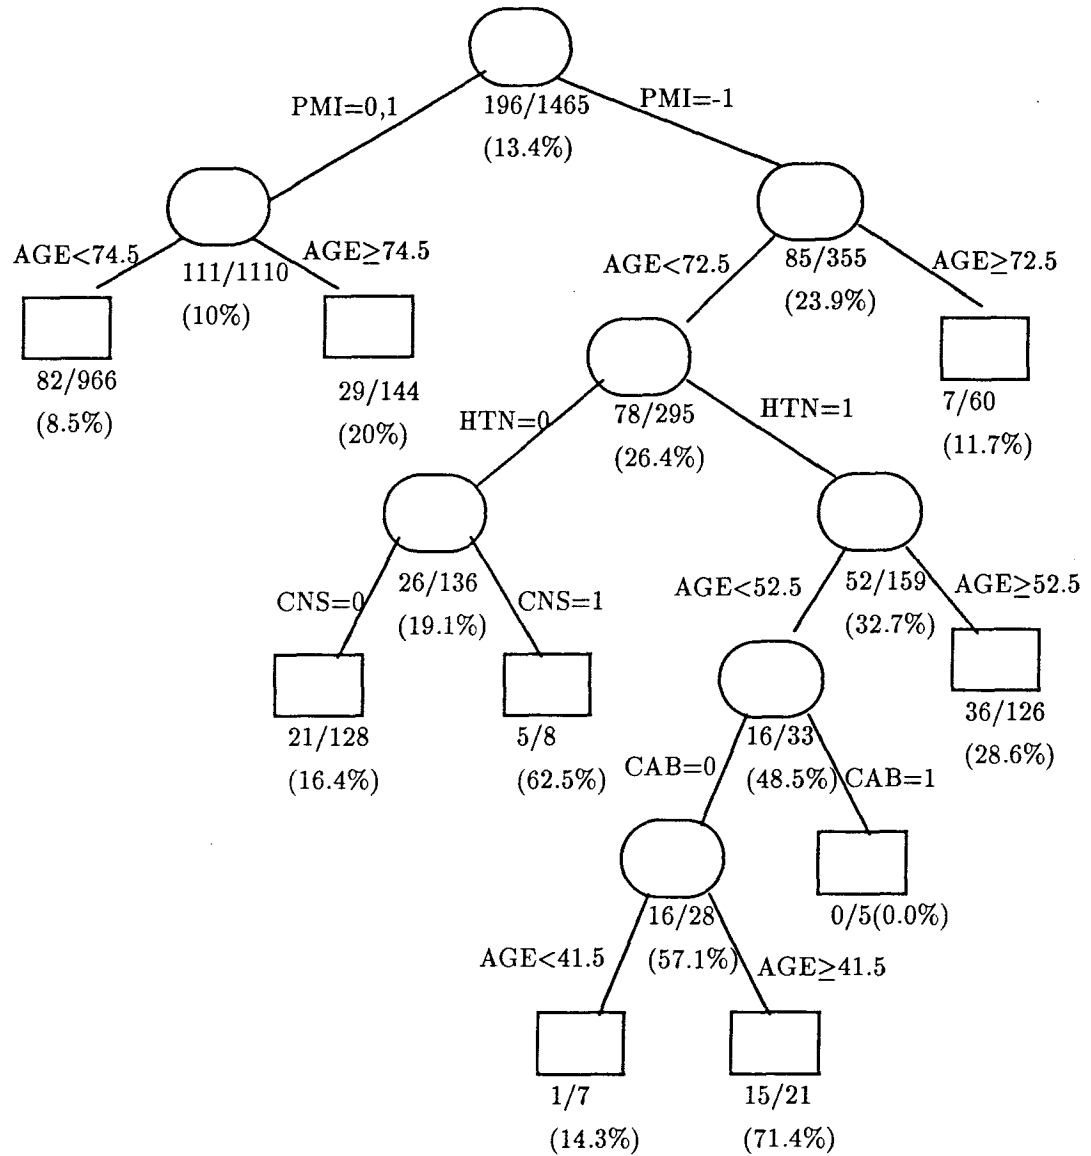 PMI=0,1
196/1465
PMI=-1
(13.4%)
AGE<74.5
111/1110
AGE≥74.5
(10%)
AGE<72.5
85/355
AGE≥72.5
(23.9%)
82/966
(8.5%)
29/144
(20%)
HTN=0
78/295
HTN=1
(26.4%)
7/60
(11.7%)
CNS=0
26/136
CNS=1
(19.1%)
AGE<52.5
52/159
AGE≥52.5
(32.7%)
21/128
(16.4%)
5/8
(62.5%)
CAB=0
16/33
(48.5%)
CAB=1
36/126
(28.6%)
AGE<41.5
16/28
(57.1%)
AGE≥41.5
0/5(0.0%)
1/7
(14.3%)
15/21
(71.4%)